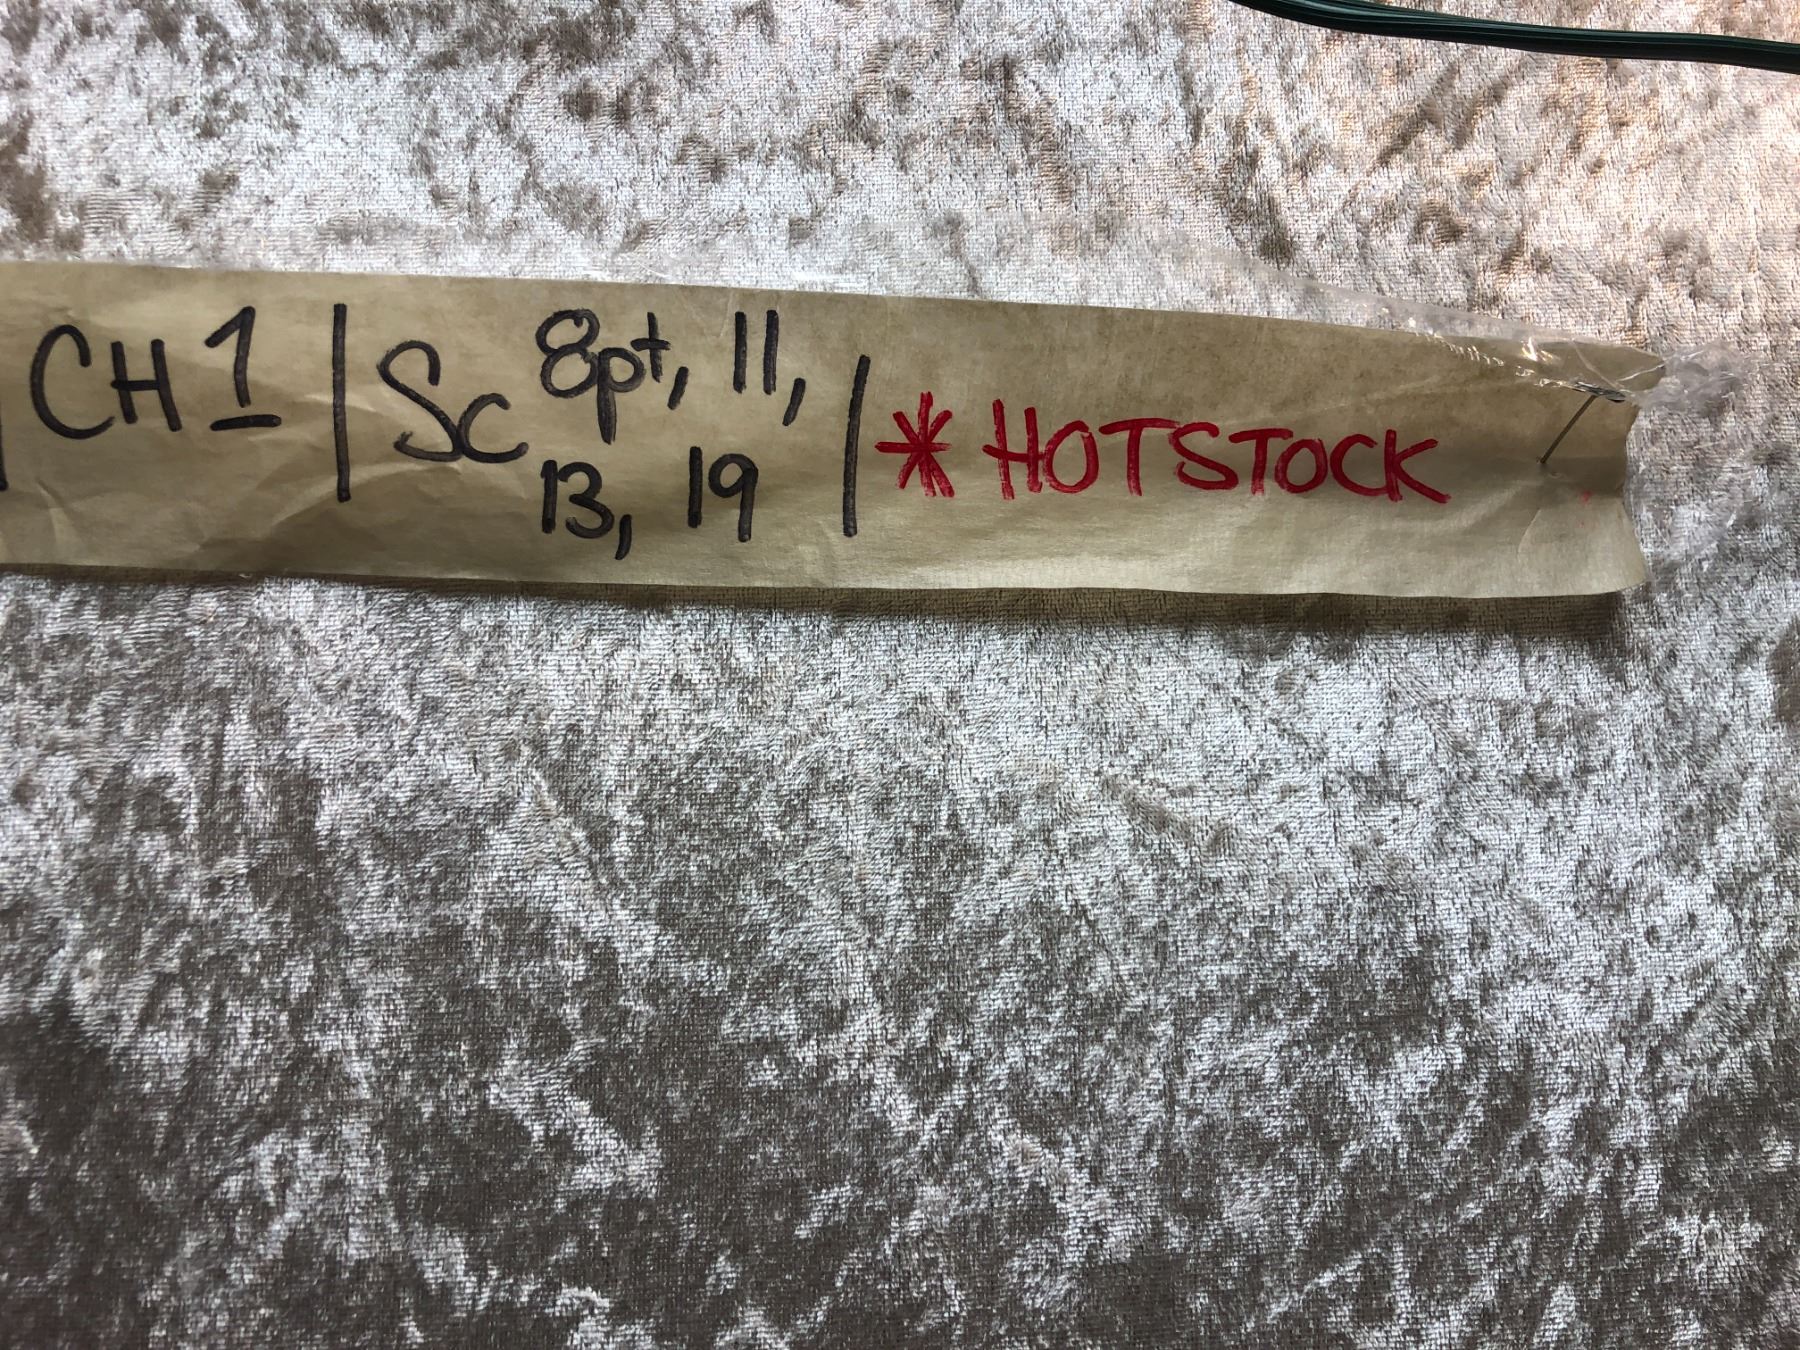 CH 1 | Sc 8pt, 11, | * HOTSTOCK
13, 19